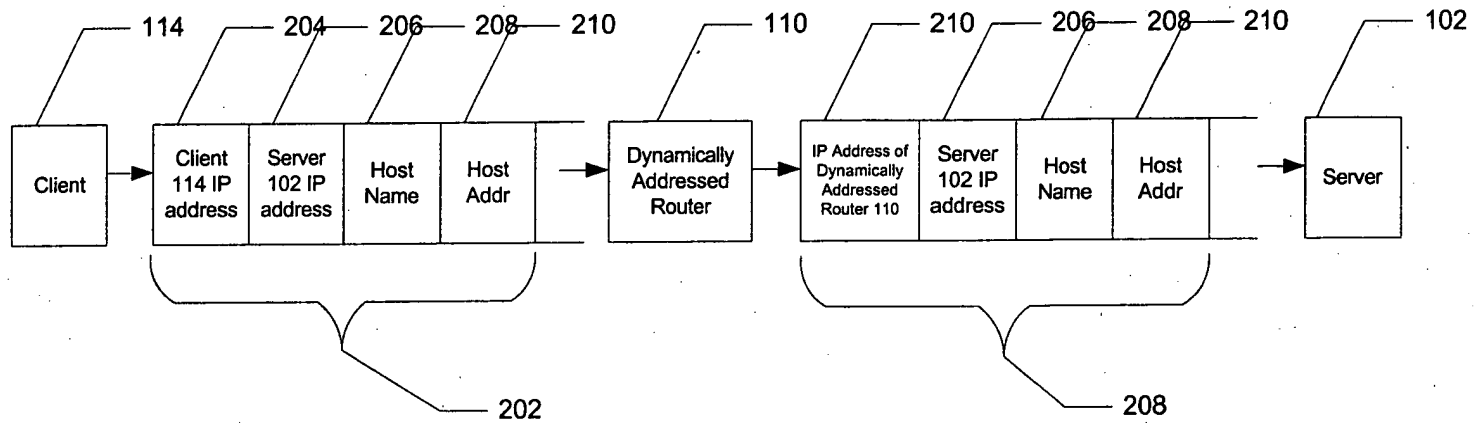 114 204 206 208 210 110 210 206 208 210 102
Client
Client
114 IP
address
Server
102 IP
address
Host
Name
Host
Addr
Dynamically
Addressed
Router
IP Address of
Dynamically
Addressed
Router 110
Server
102 IP
address
Host
Name
Host
Addr
Server
202
208